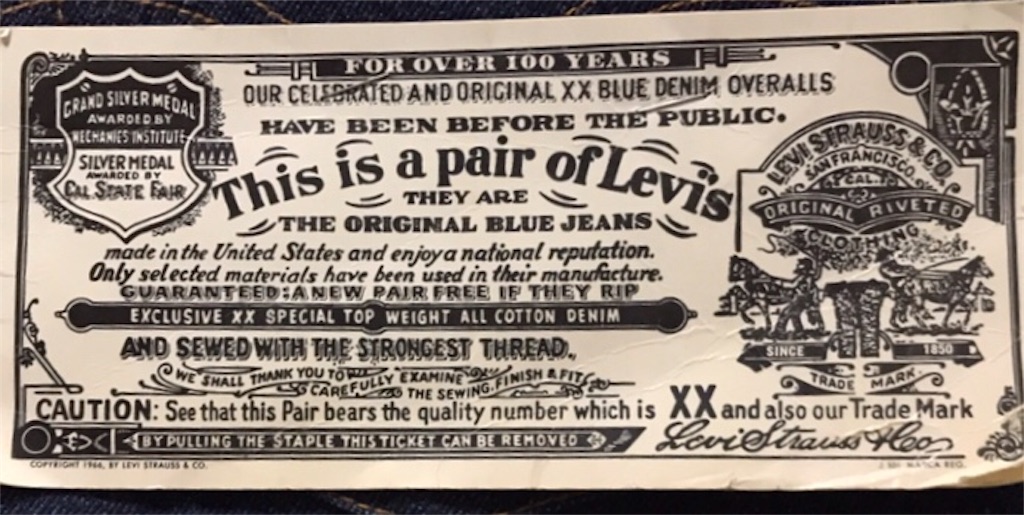 FOR OVER 100 YEARS
OUR CELEBRATED AND ORIGINAL XX BLUE DENIM OVERALLS
HAVE BEEN BEFORE THE PUBLIC.
This is a pair of Levi's
THEY ARE
THE ORIGINAL BLUE JEANS
made in the United States and enjoy a national reputation.
Only selected materials have been used in their manufacture.
GUARANTEED: A NEW PAIR FREE IF THEY RIP
EXCLUSIVE XX SPECIAL TOP WEIGHT ALL COTTON DENIM
AND SEWED WITH THE STRONGEST THREAD.
WE SHALL THANK YOU TO
CAREFULLY EXAMINE
THE SEWING, FINISH & FIT
GRAND SILVER MEDAL
AWARDED BY
MECHANICS INSTITUTE
SILVER MEDAL
AWARDED BY
CAL. STATE FAIR
LEVI STRAUSS & CO.
SAN FRANCISCO,
CAL.
ORIGINAL RIVETED
CLOTHING
SINCE 1850
TRADE MARK
CAUTION: See that this Pair bears the quality number which is XX and also our Trade Mark
BY PULLING THE STAPLE THIS TICKET CAN BE REMOVED
Levi Strauss & Co
COPYRIGHT 1966, BY LEVI STRAUSS & CO.